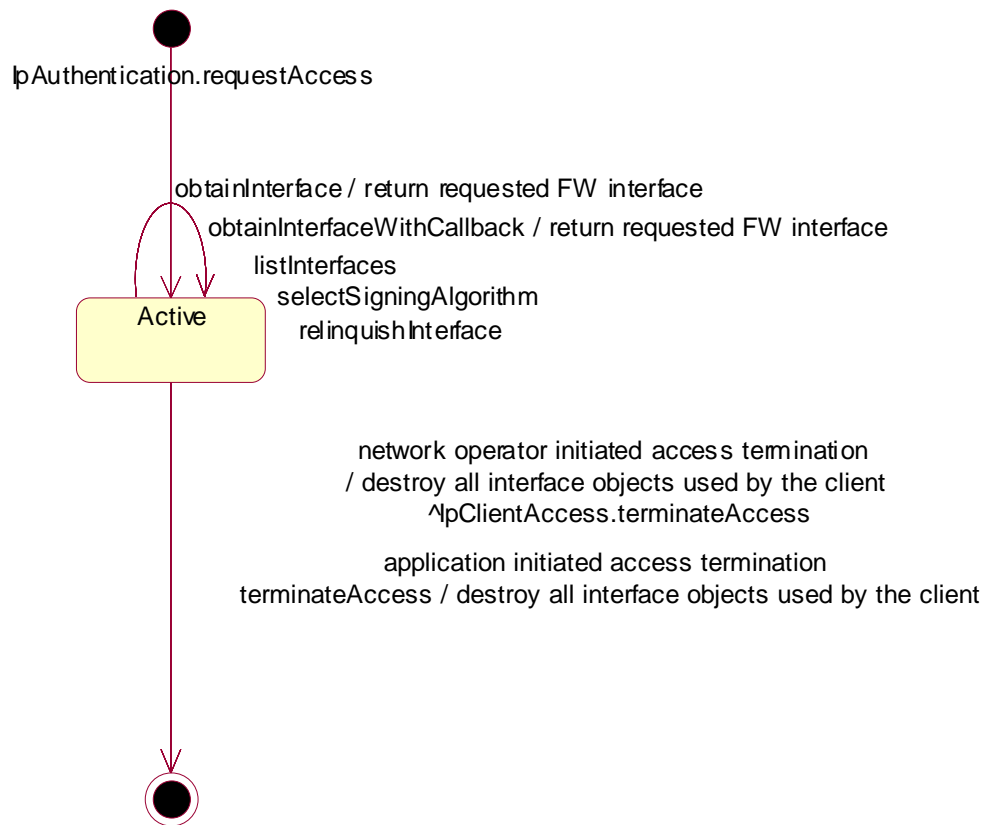 IpAuthentication.requestAccess
obtainInterface / return requested FW interface
obtainInterfaceWithCallback / return requested FW interface
listInterfaces
selectSigningAlgorithm
relinquishInterface
Active
network operator initiated access termination
/ destroy all interface objects used by the client
^IpClientAccess.terminateAccess
application initiated access termination
terminateAccess / destroy all interface objects used by the client